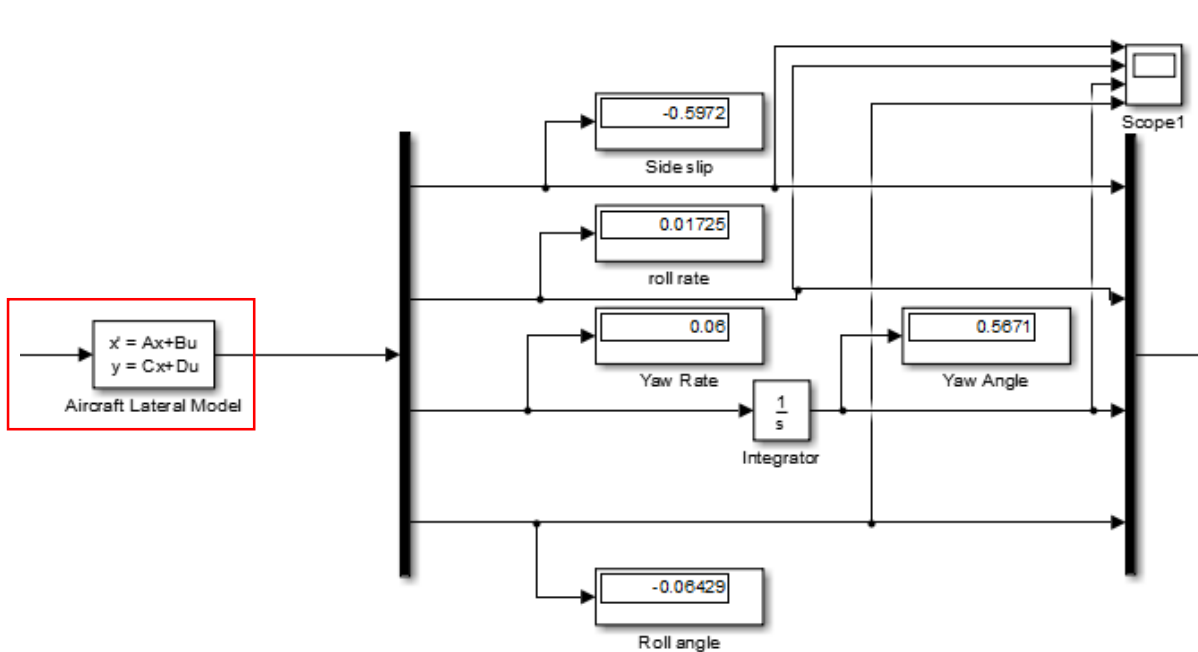 Scope1
-0.5972
Side slip
0.01725
roll rate
x' = Ax+Bu
y = Cx+Du
Aircraft Lateral Model
0.06
Yaw Rate
0.5671
Yaw Angle
1
s
Integrator
-0.06429
Roll angle